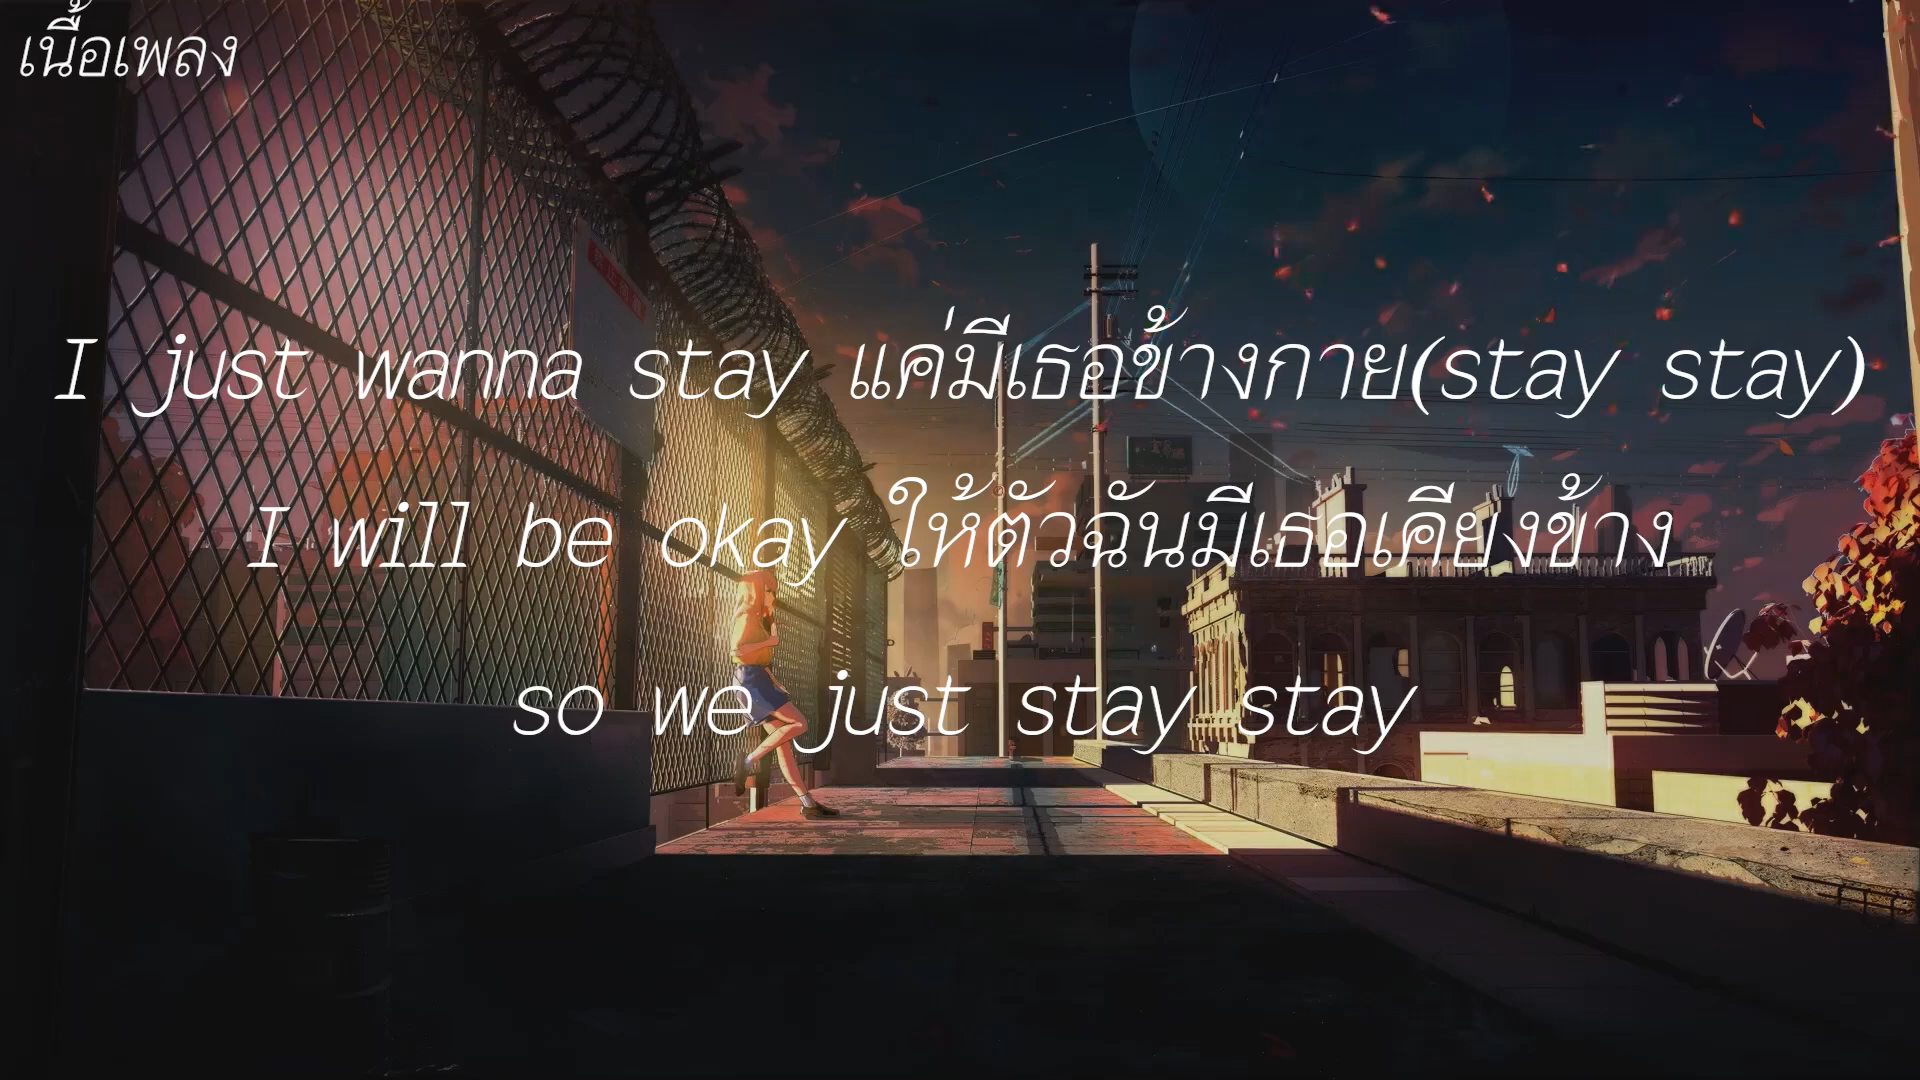 เนื้อเพลง
I just wanna stay แค่มีเธอข้างกาย(stay stay)
I will be okay ให้ตัวฉันมีเธอเคียงข้าง
so we just stay stay